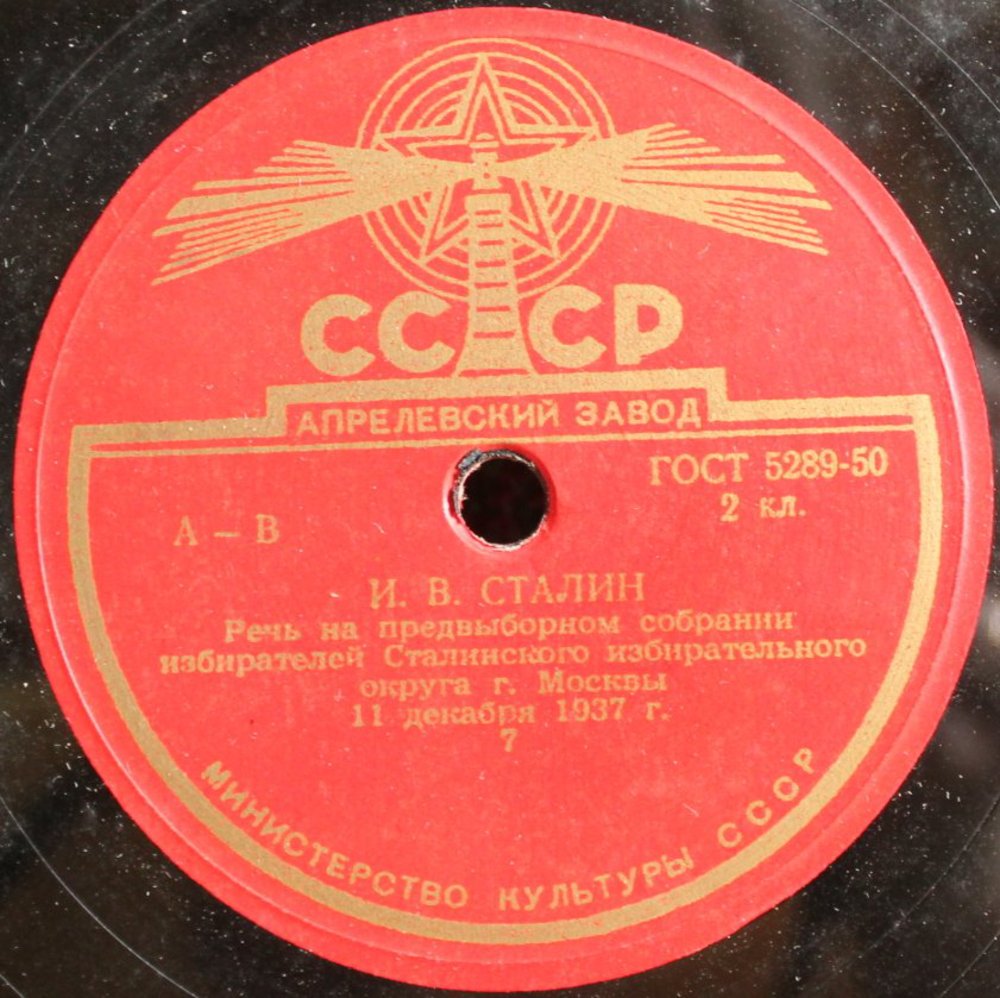 СССР
АПРЕЛЕВСКИЙ ЗАВОД
ГОСТ 5289-50
2 кл.
А – В
И. В. СТАЛИН
Речь на предвыборном собрании
избирателей Сталинского избирательного
округа г. Москвы
11 декабря 1937 г.
7
МИНИСТЕРСТВО КУЛЬТУРЫ СССР